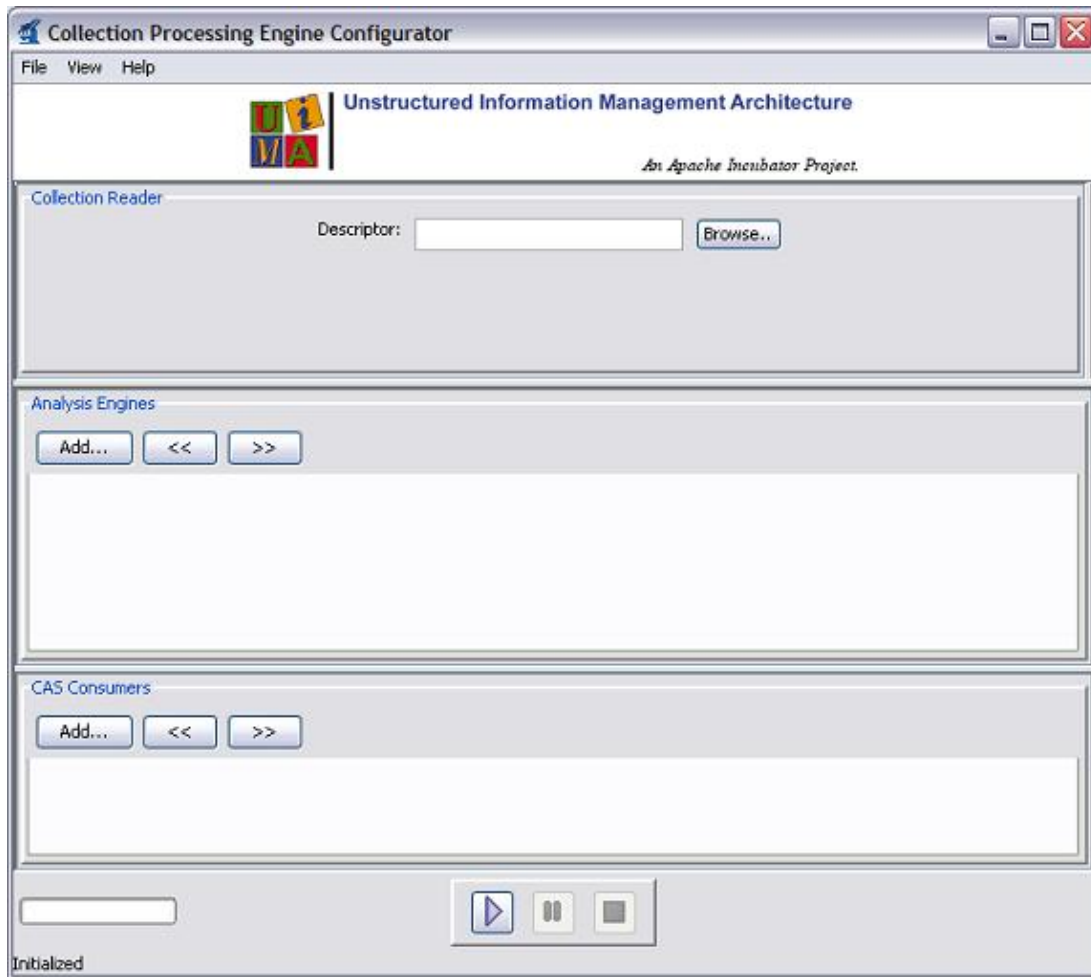 Collection Processing Engine Configurator
File View Help
Unstructured Information Management Architecture
UIMA
An Apache Incubator Project.
Collection Reader
Descriptor: Browse..
Analysis Engines
Add... << >>
CAS Consumers
Add... << >>
Initialized